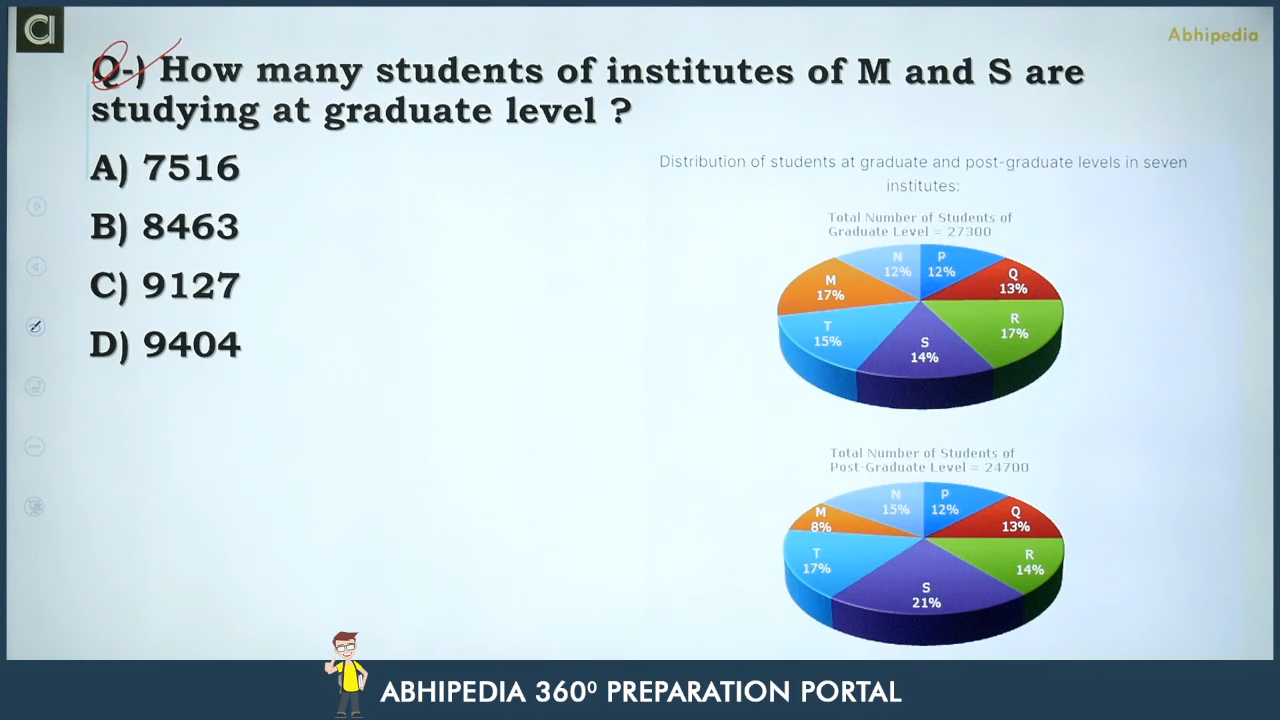 a
Abhipedia
Q-) How many students of institutes of M and S are
studying at graduate level ?
A) 7516
B) 8463
C) 9127
D) 9404
Distribution of students at graduate and post-graduate levels in seven
institutes:
Total Number of Students of
Graduate Level = 27300
N
12%
P
12%
Q
13%
M
17%
R
17%
T
15%
S
14%
Total Number of Students of
Post-Graduate Level = 24700
N
15%
P
12%
Q
13%
M
8%
R
14%
T
17%
S
21%
ABHIPEDIA 360⁰ PREPARATION PORTAL